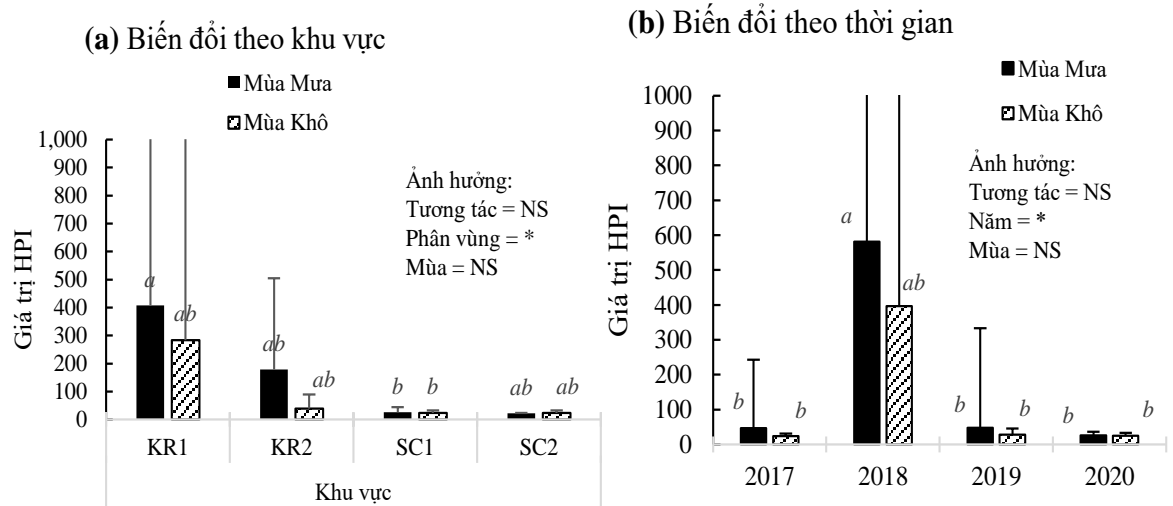 (a) Biến đổi theo khu vực
Mùa Mưa
Mùa Khô
1,000
900
800
700
600
500
400
300
200
100
0
Giá trị HPI
Ảnh hưởng:
Tương tác = NS
Phân vùng = *
Mùa = NS
a
ab
ab
ab
b
b
ab
ab
KR1
KR2
SC1
SC2
Khu vực
(b) Biến đổi theo thời gian
Mùa Mưa
Mùa Khô
1000
900
800
700
600
500
400
300
200
100
0
Giá trị HPI
Ảnh hưởng:
Tương tác = NS
Năm = *
Mùa = NS
b
b
a
ab
b
b
b
b
2017
2018
2019
2020